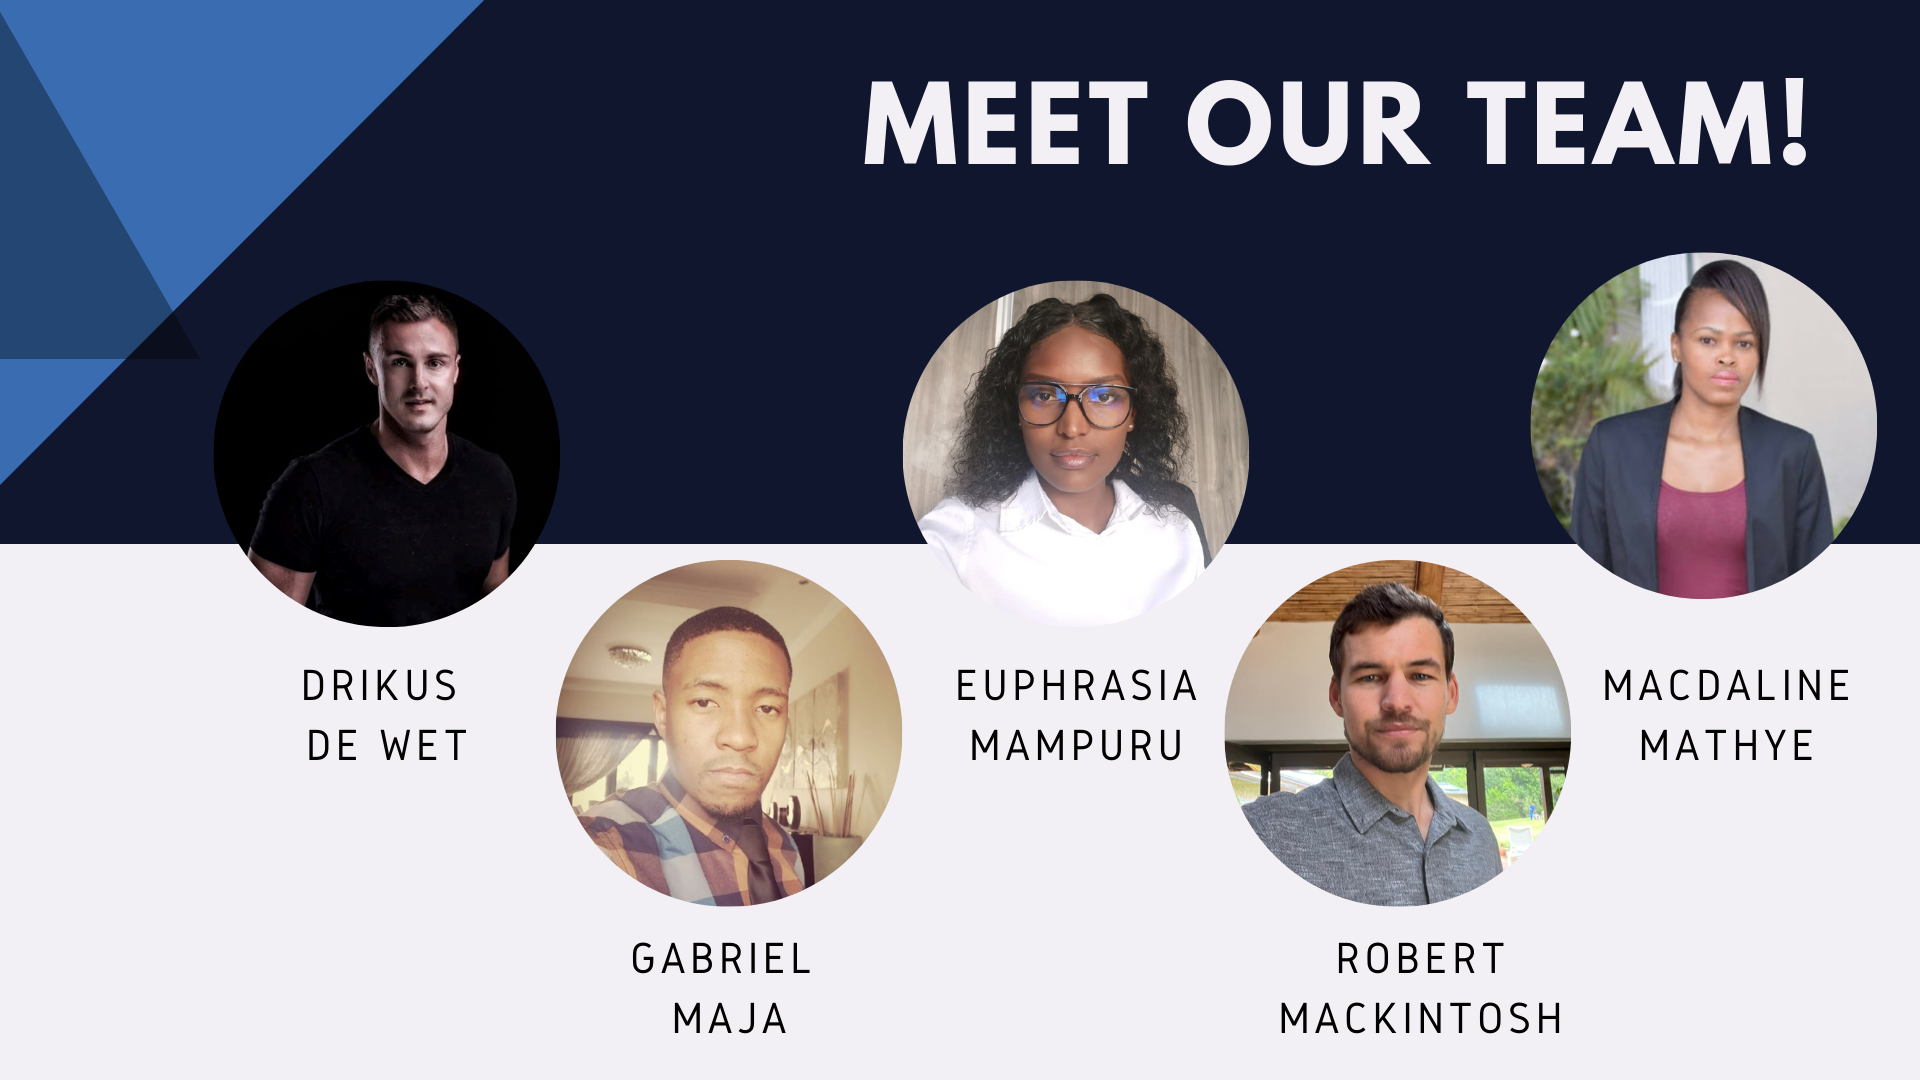 MEET OUR TEAM!
DRIKUS
DE WET
GABRIEL
MAJA
EUPHRASIA
MAMPURU
ROBERT
MACKINTOSH
MACDALINE
MATHYE